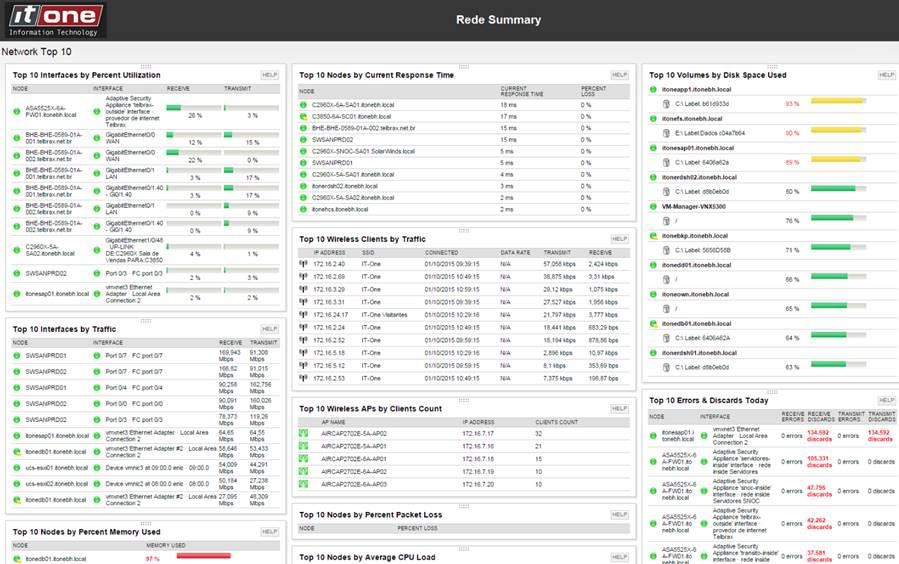 it one
Information Technology
Rede Summary
Network Top 10
Top 10 Interfaces by Percent Utilization
HELP
NODE INTERFACE RECEIVE TRANSMIT
ASA5525X-6A-FW01.itonebh.local Adaptive Security Appliance 'telbrax-outside' interface · provedor de internet Telbrax 26 % 3 %
BHE-BHE-0589-01A-001.telbrax.net.br GigabitEthernet0/0 WAN 12 % 15 %
BHE-BHE-0589-01A-002.telbrax.net.br GigabitEthernet0/0 WAN 22 % 0 %
BHE-BHE-0589-01A-001.telbrax.net.br GigabitEthernet0/1.40 · Gi0/1.40 3 % 17 %
BHE-BHE-0589-01A-002.telbrax.net.br GigabitEthernet0/1.40 · Gi0/1.40 4 % 17 %
BHE-BHE-0589-01A-001.telbrax.net.br GigabitEthernet0/1 LAN 0 % 9 %
BHE-BHE-0589-01A-002.telbrax.net.br GigabitEthernet0/1 LAN 0 % 9 %
C2960X-5A-SA02.itonebh.local GigabitEthernet1/0/48 · UP-LINK DE:C2960X Sala de Vendas PARA:C3850 4 % 1 %
SWSANPRD02 Port 0/3 · FC port 0/3 2 % 3 %
itonesap01.itonebh.local vmxnet3 Ethernet Adapter · Local Area Connection 2 2 % 2 %
Top 10 Interfaces by Traffic
HELP
NODE INTERFACE RECEIVE TRANSMIT
SWSANPRD01 Port 0/7 · FC port 0/7 169,943 Mbps 91,308 Mbps
SWSANPRD02 Port 0/7 · FC port 0/7 166,82 Mbps 91,015 Mbps
SWSANPRD01 Port 0/4 · FC port 0/4 90,258 Mbps 162,756 Mbps
SWSANPRD02 Port 0/4 · FC port 0/4 90,091 Mbps 160,026 Mbps
SWSANPRD02 Port 0/3 · FC port 0/3 78,373 Mbps 119,26 Mbps
itonesap01.itonebh.local vmxnet3 Ethernet Adapter · Local Area Connection 2 64,65 Mbps 64,55 Mbps
itonedb01.itonebh.local vmxnet3 Ethernet Adapter #2 · Local Area Connection 2 58,646 Mbps 53,433 Mbps
ucs-esxi02.itonebh.local Device vmnic3 at 09:00.0 enic · 09:00.0 54,009 Mbps 44,291 Mbps
ucs-esxi02.itonebh.local Device vmnic2 at 08:00.0 enic · 08:00.0 50,184 Mbps 27,238 Mbps
itonedb01.itonebh.local vmxnet3 Ethernet Adapter #2 · Local Area Connection 2 27,095 Mbps 48,309 Mbps
Top 10 Nodes by Percent Memory Used
HELP
NODE MEMORY USED
itonedb01.itonebh.local 97 %
Top 10 Nodes by Current Response Time
HELP
NODE CURRENT RESPONSE TIME PERCENT LOSS
C2960X-6A-SA01.itonebh.local 18 ms 0 %
C3850-6A-SC01.itonebh.local 17 ms 0 %
BHE-BHE-0589-01A-002.telbrax.net.br 15 ms 0 %
SWSANPRD02 15 ms 0 %
C2960X-SNOC-SA01.SolarWinds.local 5 ms 0 %
SWSANPRD01 5 ms 0 %
C2960X-5A-SA01.itonebh.local 4 ms 0 %
itonerdsh02.itonebh.local 3 ms 0 %
C2960X-5A-SA02.itonebh.local 2 ms 0 %
itonehcs.itonebh.local 2 ms 0 %
Top 10 Wireless Clients by Traffic
HELP
IP ADDRESS SSID CONNECTED DATA RATE TRANSMIT RECEIVE
172.16.2.40 IT-One 01/10/2015 09:39:15 N/A 57,058 kbps 2,424 kbps
172.16.2.69 IT-One 01/10/2015 09:49:15 N/A 38,875 kbps 3,31 kbps
172.16.3.29 IT-One 01/10/2015 09:59:15 N/A 29,12 kbps 1,075 kbps
172.16.3.31 IT-One 01/10/2015 09:39:15 N/A 27,527 kbps 1,956 kbps
172.16.24.17 IT-One Visitantes 01/10/2015 09:39:15 N/A 21,797 kbps 3,777 kbps
172.16.2.24 IT-One 01/10/2015 10:49:15 N/A 18,441 kbps 683,29 bps
172.16.2.52 IT-One 01/10/2015 09:49:15 N/A 18,194 kbps 878,86 bps
172.16.5.18 IT-One 01/10/2015 10:29:15 N/A 2,896 kbps 10,97 kbps
172.16.5.12 IT-One 01/10/2015 09:59:15 N/A 8,1 kbps 353,69 bps
172.16.2.53 IT-One 01/10/2015 10:49:15 N/A 7,375 kbps 196,87 bps
Top 10 Wireless APs by Clients Count
HELP
AP NAME IP ADDRESS CLIENTS COUNT
AIRCAP2702E-5A-AP02 172.16.7.17 32
AIRCAP2702E-5A-AP01 172.16.7.16 21
AIRCAP2702E-6A-AP01 172.16.7.18 15
AIRCAP2702E-6A-AP02 172.16.7.19 10
AIRCAP2702E-6A-AP03 172.16.7.20 10
Top 10 Nodes by Percent Packet Loss
HELP
NODE PERCENT LOSS
Top 10 Nodes by Average CPU Load
HELP
Top 10 Volumes by Disk Space Used
HELP
itoneapp1.itonebh.local
C:\ Label: b61d933d 93 %
itonefs.itonebh.local
E:\ Label:Dados c04a7b64 90 %
itonesap01.itonebh.local
C:\ Label: 6406a62a 89 %
itonerdsh02.itonebh.local
C:\ Label: d8b0eb0d 80 %
VM-Manager-VNX5300
/ 76 %
itonebkp.itonebh.local
C:\ Label: 5656D58B 71 %
itonedd01.itonebh.local
/ 66 %
itoneown.itonebh.local
/ 65 %
itonedb01.itonebh.local
C:\ Label: 6406A62A 64 %
itonerdsh01.itonebh.local
C:\ Label: d8b0eb0d 63 %
Top 10 Errors & Discards Today
HELP
NODE INTERFACE RECEIVE ERRORS RECEIVE DISCARDS TRANSMIT ERRORS TRANSMIT DISCARDS
itonesap01.itonebh.local vmxnet3 Ethernet Adapter · Local Area Connection 2 0 errors 134.592 discards 0 errors 134.592 discards
ASA5525X-6A-FW01.itonebh.local Adaptive Security Appliance 'servidores-inside' interface · rede inside Servidores 0 errors 105.331 discards 0 errors 0 discards
ASA5525X-6A-FW01.itonebh.local Adaptive Security Appliance 'snoc-inside' interface · rede inside Servidores SNOC 0 errors 47.795 discards 0 errors 0 discards
ASA5525X-6A-FW01.itonebh.local Adaptive Security Appliance 'telbrax-outside' interface · provedor de internet Telbrax 0 errors 42.262 discards 0 errors 0 discards
ASA5525X-6A-FW01.itonebh.local Adaptive Security Appliance 'transito-inside' interface · rede inside de transito 0 errors 37.581 discards 0 errors 0 discards